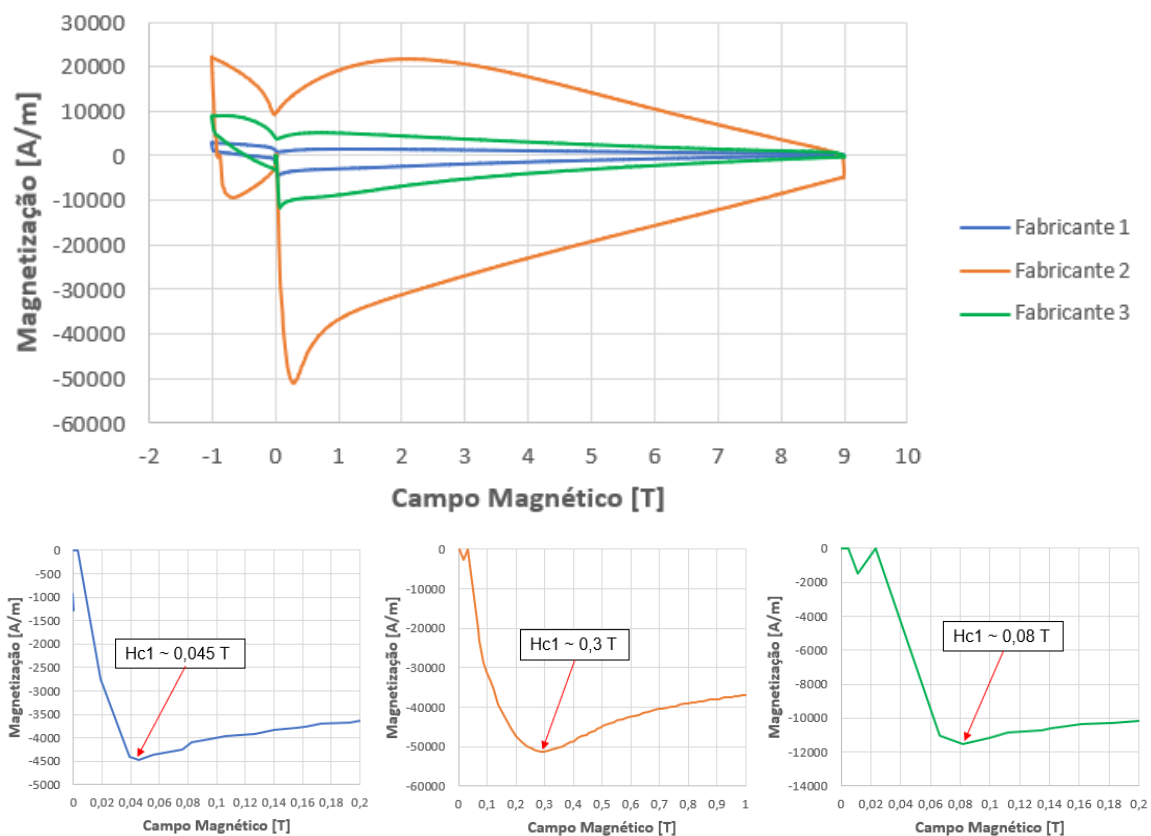 30000
20000
10000
0
-10000
-20000
-30000
-40000
-50000
-60000
Magnetização [A/m]
-2 -1 0 1 2 3 4 5 6 7 8 9 10
Campo Magnético [T]
Fabricante 1
Fabricante 2
Fabricante 3
0
-500
-1000
-1500
-2000
-2500
-3000
-3500
-4000
-4500
-5000
Magnetização [A/m]
Hc1 ~ 0,045 T
0 0,02 0,04 0,06 0,08 0,1 0,12 0,14 0,16 0,18 0,2
Campo Magnético [T]
0
-10000
-20000
-30000
-40000
-50000
-60000
Magnetização [A/m]
Hc1 ~ 0,3 T
0 0,1 0,2 0,3 0,4 0,5 0,6 0,7 0,8 0,9 1
Campo Magnético [T]
0
-2000
-4000
-6000
-8000
-10000
-12000
-14000
Magnetização [A/m]
Hc1 ~ 0,08 T
0 0,02 0,04 0,06 0,08 0,1 0,12 0,14 0,16 0,18 0,2
Campo Magnético [T]